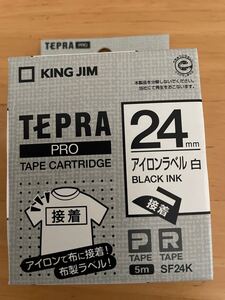 TEPRA PRO
KING JIM
TEPRA
PRO
TAPE CARTRIDGE
24mm
アイロンラベル 白
BLACK INK
接着
接着
アイロンで布に接着!
布製ラベル!
P TAPE 5m
R TAPE SF24K